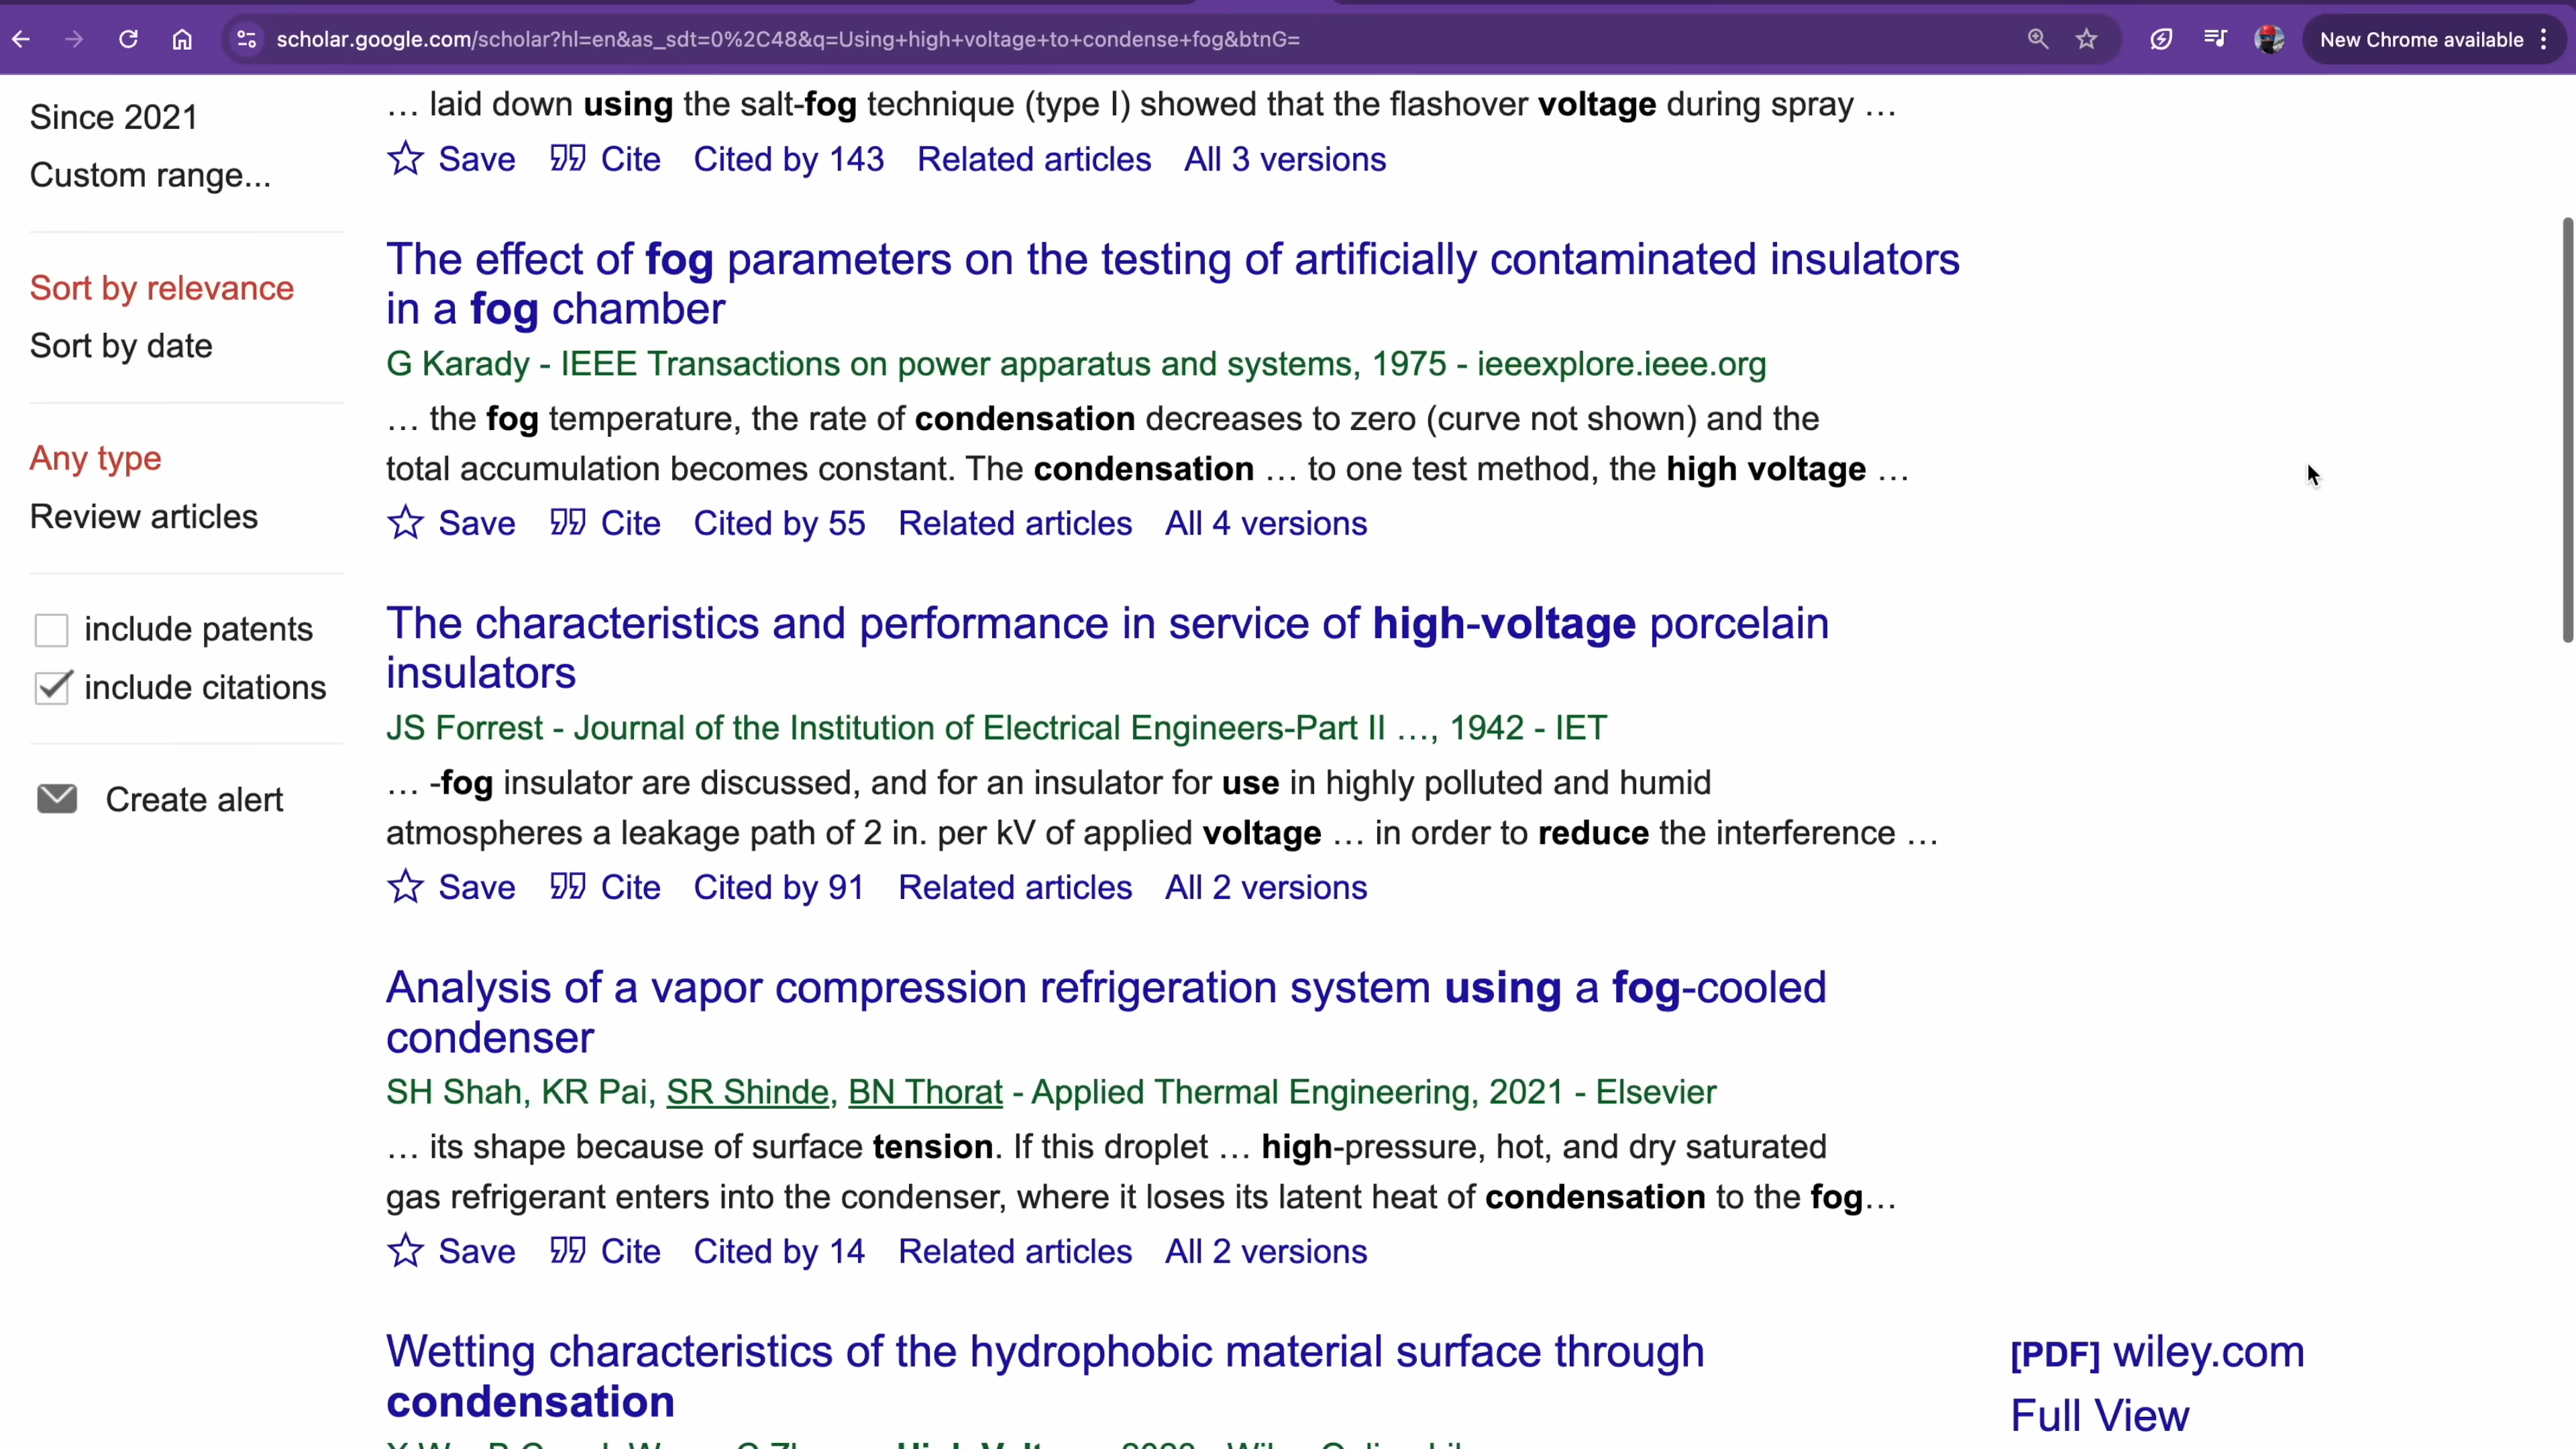 scholar.google.com/scholar?hl=en&as_sdt=0%2C48&q=Using+high+voltage+to+condense+fog&btnG=
New Chrome available
Since 2021
Custom range...
Sort by relevance
Sort by date
Any type
Review articles
include patents
include citations
Create alert
… laid down using the salt-fog technique (type I) showed that the flashover voltage during spray …
Save Cite Cited by 143 Related articles All 3 versions
The effect of fog parameters on the testing of artificially contaminated insulators
in a fog chamber
G Karady - IEEE Transactions on power apparatus and systems, 1975 - ieeexplore.ieee.org
… the fog temperature, the rate of condensation decreases to zero (curve not shown) and the
total accumulation becomes constant. The condensation … to one test method, the high voltage …
Save Cite Cited by 55 Related articles All 4 versions
The characteristics and performance in service of high-voltage porcelain
insulators
JS Forrest - Journal of the Institution of Electrical Engineers-Part II …, 1942 - IET
… -fog insulator are discussed, and for an insulator for use in highly polluted and humid
atmospheres a leakage path of 2 in. per kV of applied voltage … in order to reduce the interference …
Save Cite Cited by 91 Related articles All 2 versions
Analysis of a vapor compression refrigeration system using a fog-cooled
condenser
SH Shah, KR Pai, SR Shinde, BN Thorat - Applied Thermal Engineering, 2021 - Elsevier
… its shape because of surface tension. If this droplet … high-pressure, hot, and dry saturated
gas refrigerant enters into the condenser, where it loses its latent heat of condensation to the fog…
Save Cite Cited by 14 Related articles All 2 versions
Wetting characteristics of the hydrophobic material surface through
condensation
[PDF] wiley.com
Full View